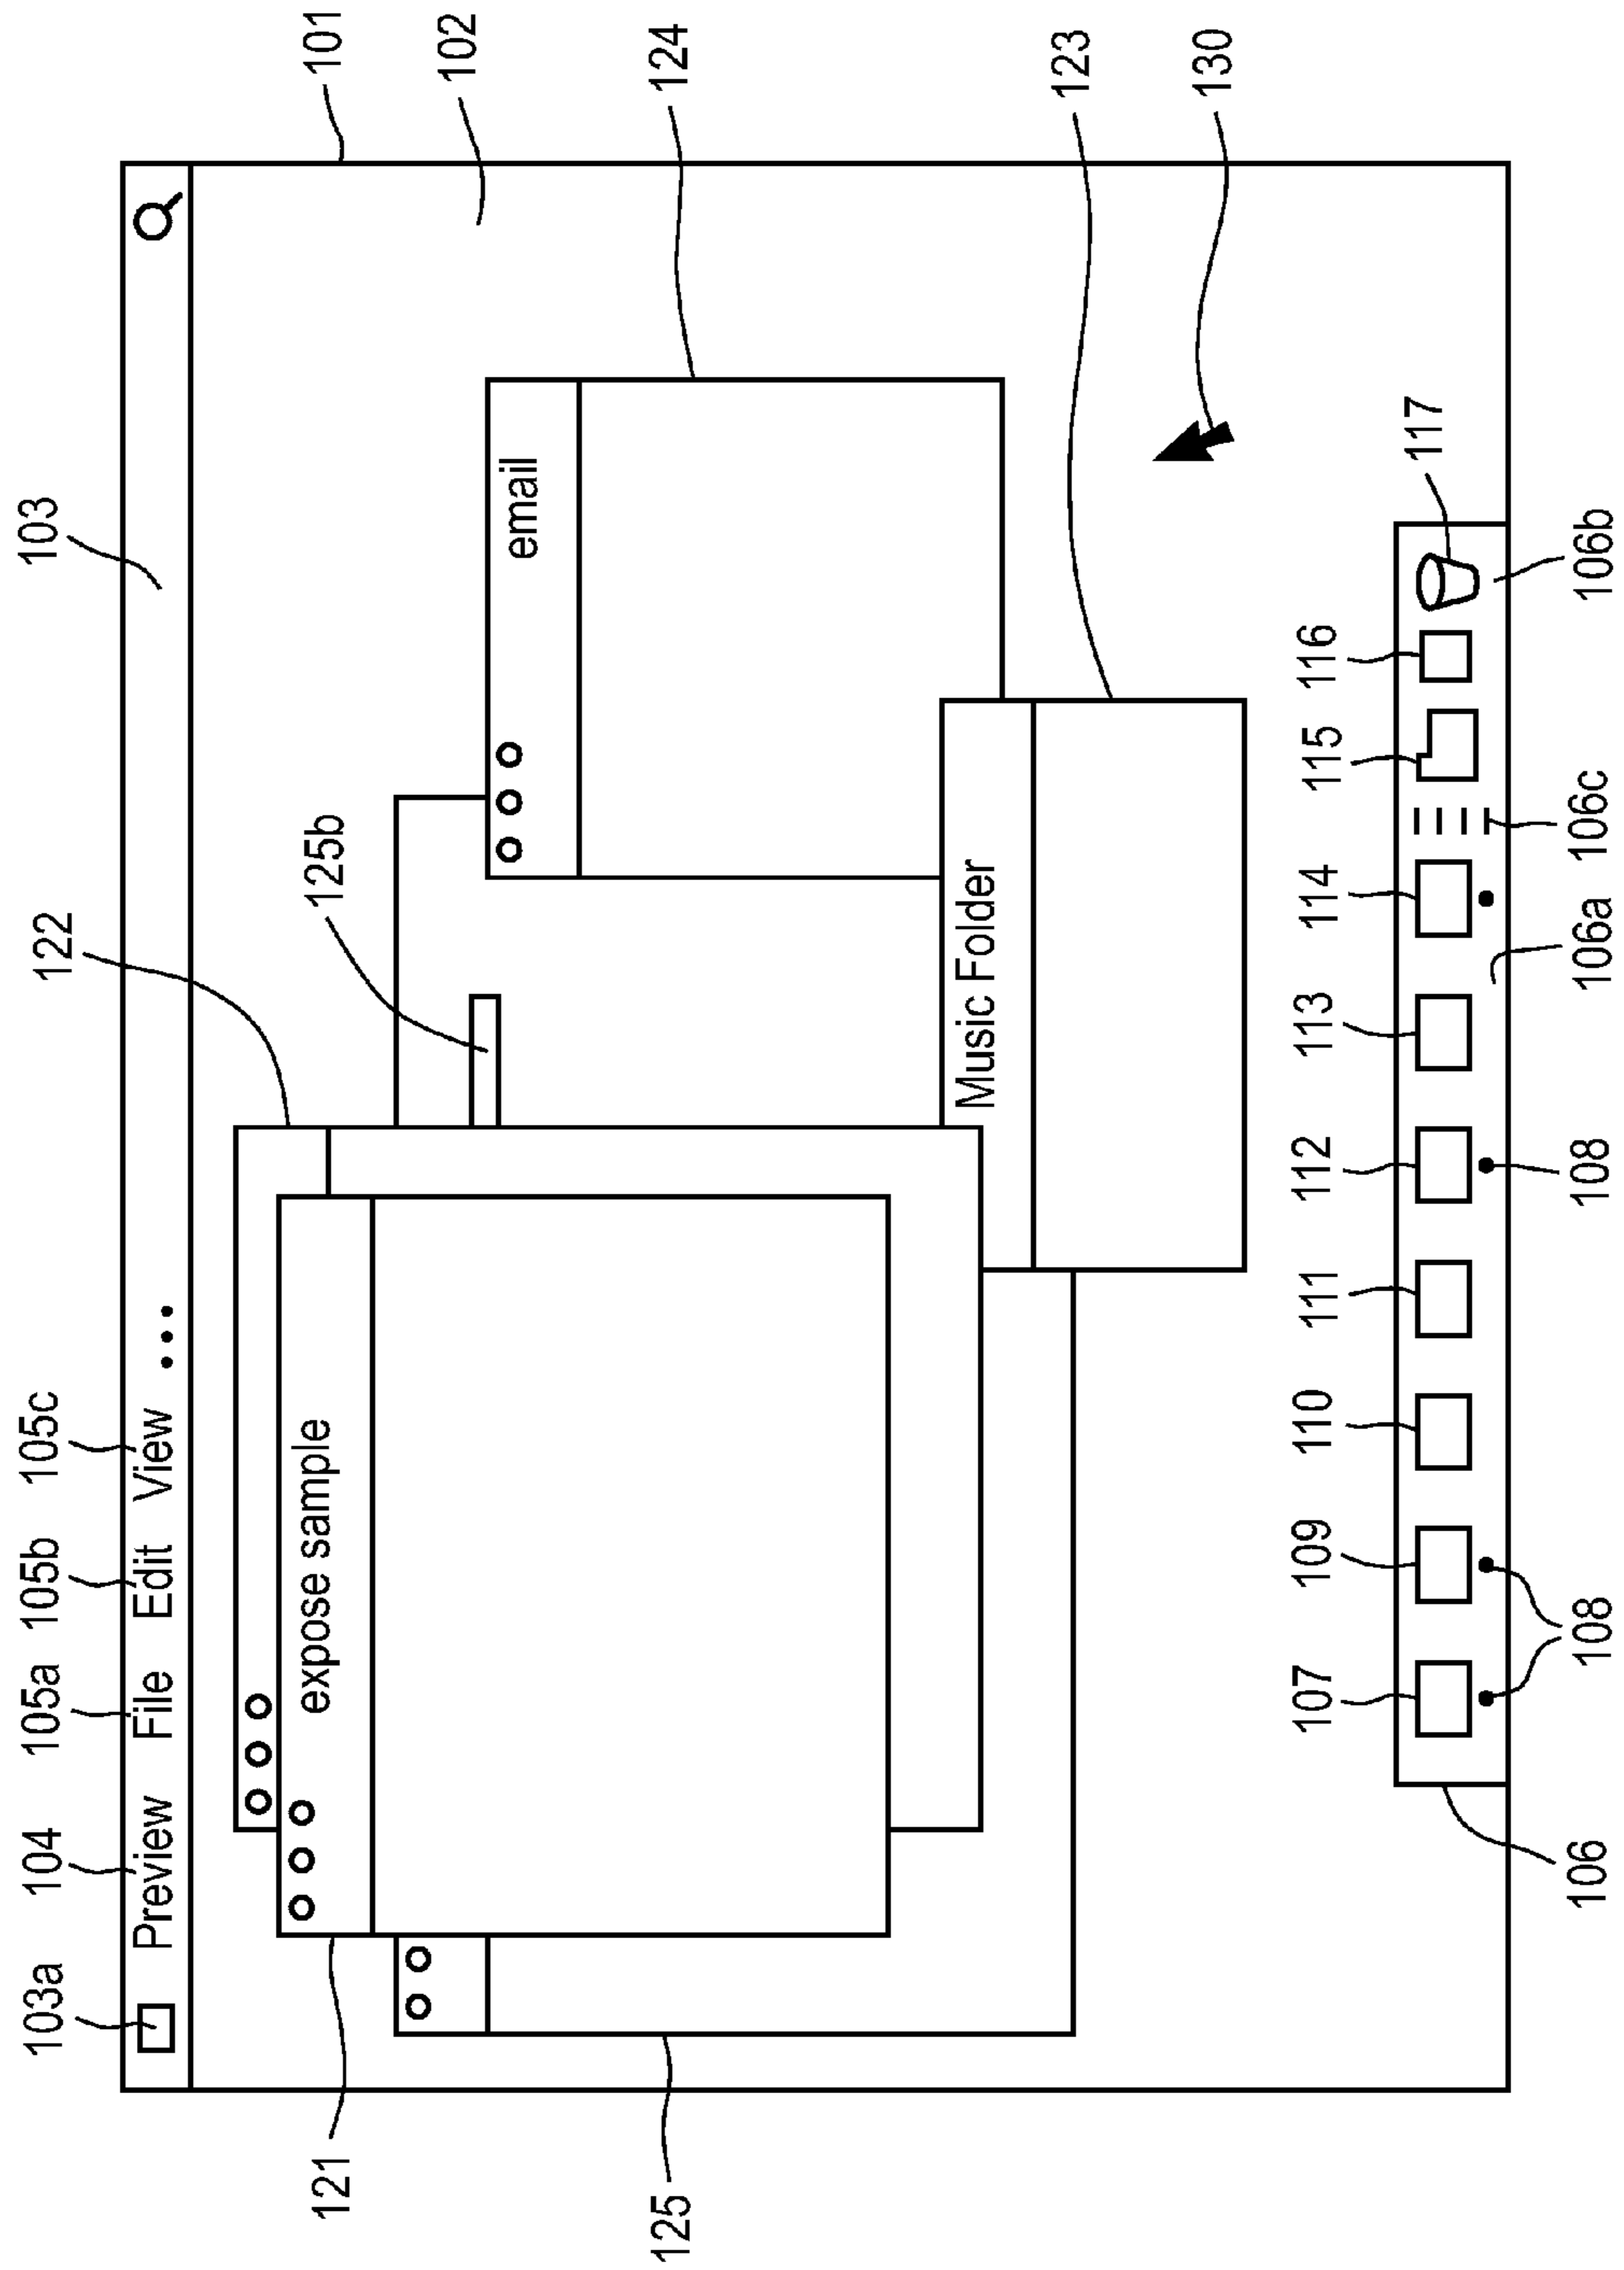 103
101
103a 104 105a 105b 105c
Preview File Edit View ...
122
125b
102
124
expose sample
email
121
Music Folder
125
123
130
107 109 110 111 112 113 114 115 116 117
106 108 108 106a 106c 106b